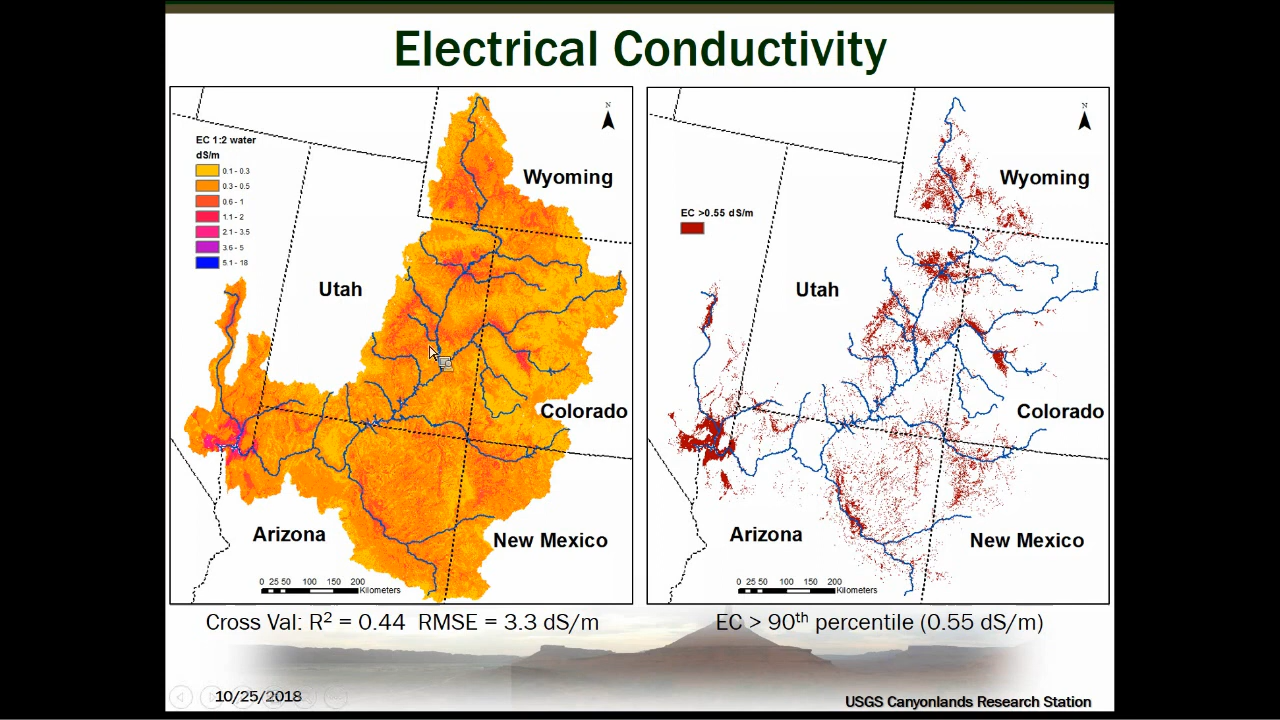 Electrical Conductivity
EC 1:2 water
dS/m
0.1 - 0.3
0.3 - 0.5
0.6 - 1
1.1 - 2
2.1 - 3.5
3.6 - 5
5.1 - 18
N
Wyoming
Utah
Colorado
Arizona
New Mexico
0 25 50 100 150 200
Kilometers
EC >0.55 dS/m
N
Wyoming
Utah
Colorado
Arizona
New Mexico
0 25 50 100 150 200
Kilometers
Cross Val: R² = 0.44 RMSE = 3.3 dS/m
EC > 90th percentile (0.55 dS/m)
10/25/2018
USGS Canyonlands Research Station